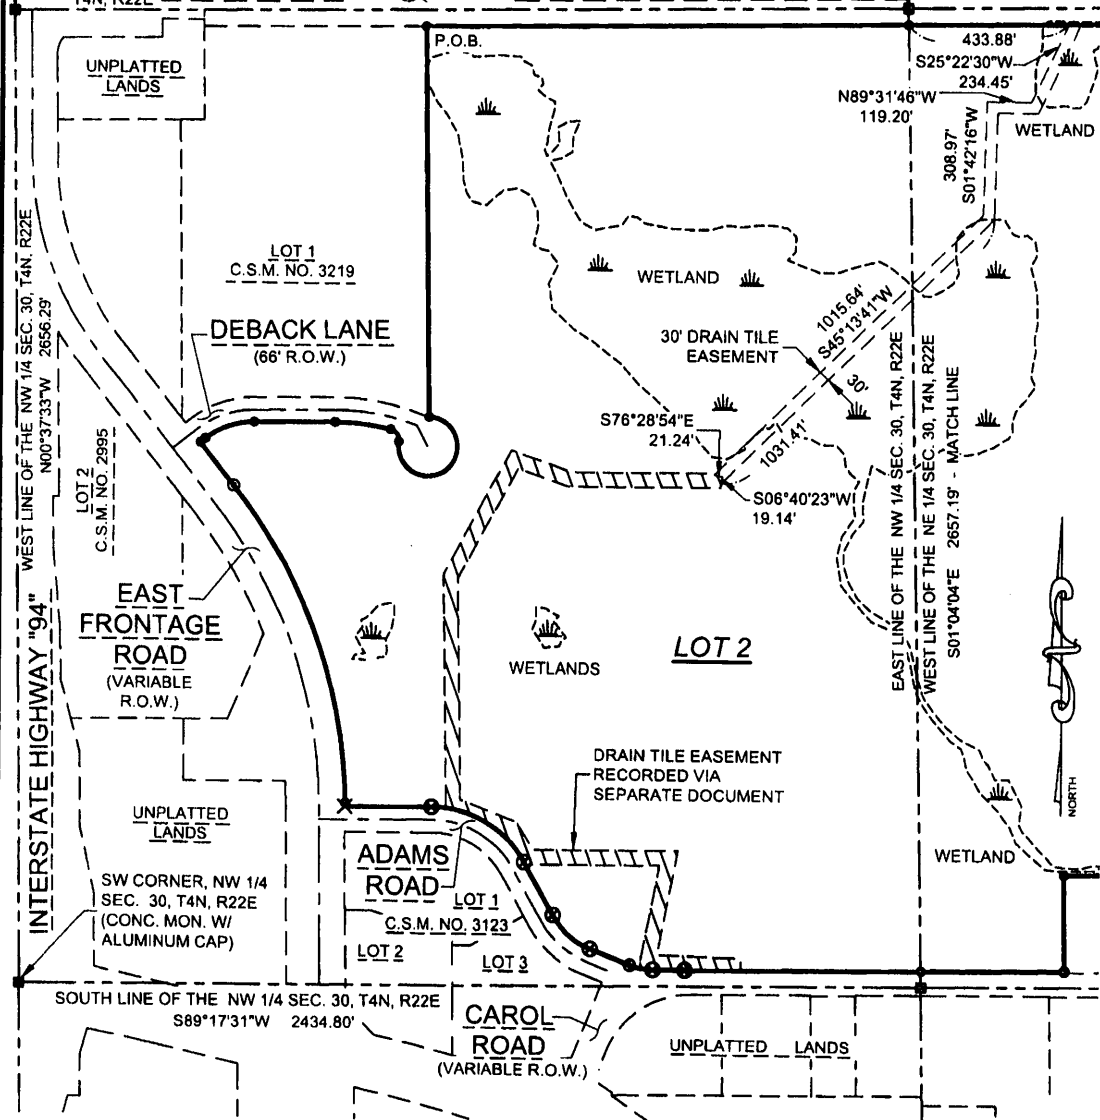 T4N, R22E
P.O.B.
UNPLATTED
LANDS
433.88'
S25°22'30"W
234.45'
N89°31'46"W
119.20'
WETLAND
308.97'
S01°42'16"W
LOT 1
C.S.M. NO. 3219
WETLAND
DEBACK LANE
(66' R.O.W.)
30' DRAIN TILE
EASEMENT
1015.64'
S45°13'41"W
30'
1031.41'
S76°28'54"E
21.24'
S06°40'23"W
19.14'
WEST LINE OF THE NW 1/4 SEC. 30, T4N, R22E
N00°37'33"W 2656.29'
LOT 2
C.S.M. NO. 2995
EAST LINE OF THE NW 1/4 SEC. 30, T4N, R22E
WEST LINE OF THE NE 1/4 SEC. 30, T4N, R22E
S01°04'04"E 2657.19' - MATCH LINE
EAST
FRONTAGE
ROAD
(VARIABLE
R.O.W.)
INTERSTATE HIGHWAY "94"
WETLANDS
LOT 2
NORTH
DRAIN TILE EASEMENT
RECORDED VIA
SEPARATE DOCUMENT
UNPLATTED
LANDS
ADAMS
ROAD
WETLAND
SW CORNER, NW 1/4
SEC. 30, T4N, R22E
(CONC. MON. W/
ALUMINUM CAP)
LOT 1
C.S.M. NO. 3123
LOT 2
LOT 3
SOUTH LINE OF THE NW 1/4 SEC. 30, T4N, R22E
S89°17'31"W 2434.80'
CAROL
ROAD
(VARIABLE R.O.W.)
UNPLATTED LANDS